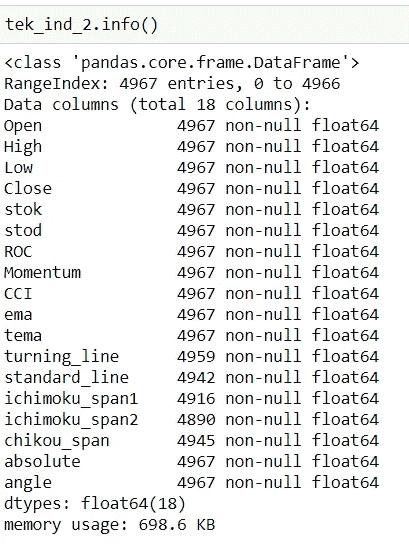 tek_ind_2.info()
<class 'pandas.core.frame.DataFrame'>
RangeIndex: 4967 entries, 0 to 4966
Data columns (total 18 columns):
Open 4967 non-null float64
High 4967 non-null float64
Low 4967 non-null float64
Close 4967 non-null float64
stok 4967 non-null float64
stod 4967 non-null float64
ROC 4967 non-null float64
Momentum 4967 non-null float64
CCI 4967 non-null float64
ema 4967 non-null float64
tema 4967 non-null float64
turning_line 4959 non-null float64
standard_line 4942 non-null float64
ichimoku_span1 4916 non-null float64
ichimoku_span2 4890 non-null float64
chikou_span 4945 non-null float64
absolute 4967 non-null float64
angle 4967 non-null float64
dtypes: float64(18)
memory usage: 698.6 KB